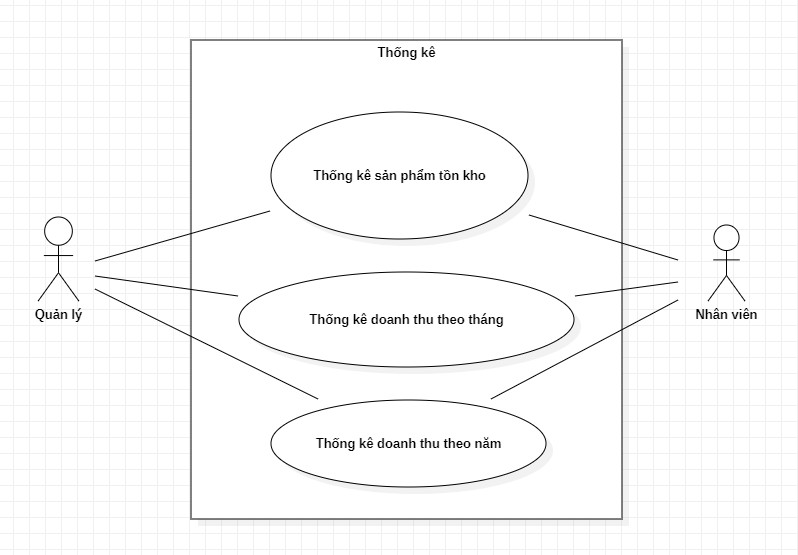 Thống kê
Thống kê sản phẩm tồn kho
Quản lý
Thống kê doanh thu theo tháng
Nhân viên
Thống kê doanh thu theo năm